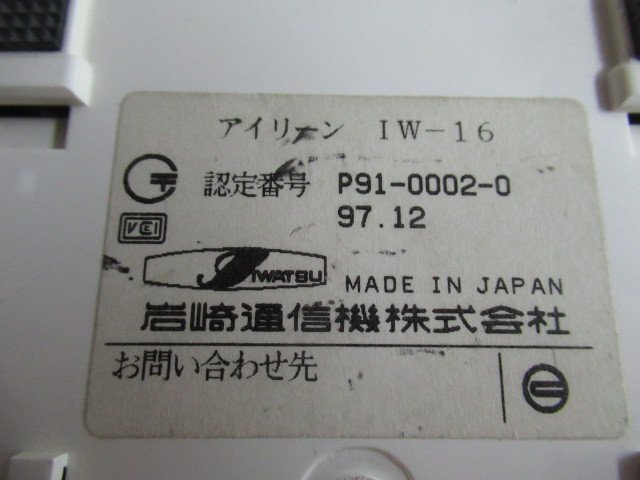 アイリーン IW-16
認定番号 P91-0002-0
97.12
VCCI
IWATSU MADE IN JAPAN
岩崎通信機株式会社
お問い合わせ先